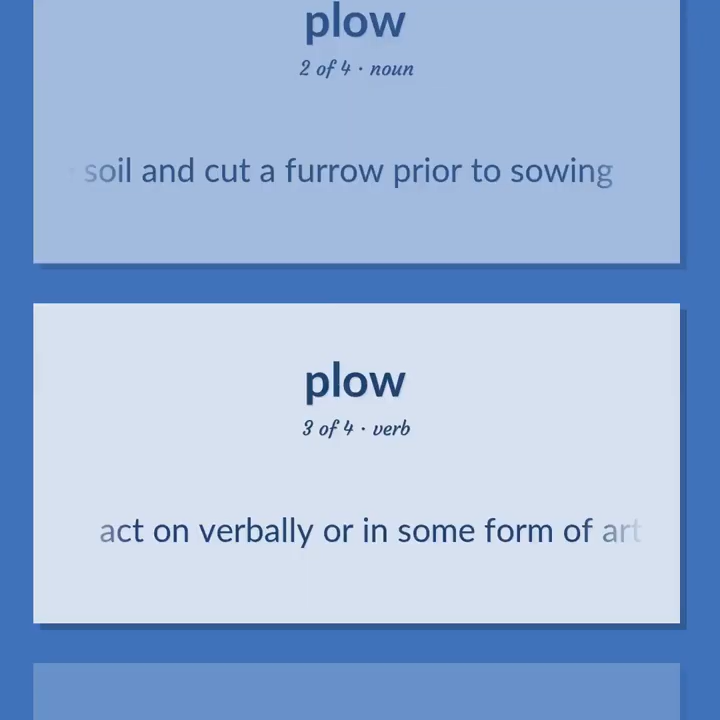 plow
2 of 4 · noun
soil and cut a furrow prior to sowing
plow
3 of 4 · verb
act on verbally or in some form of art